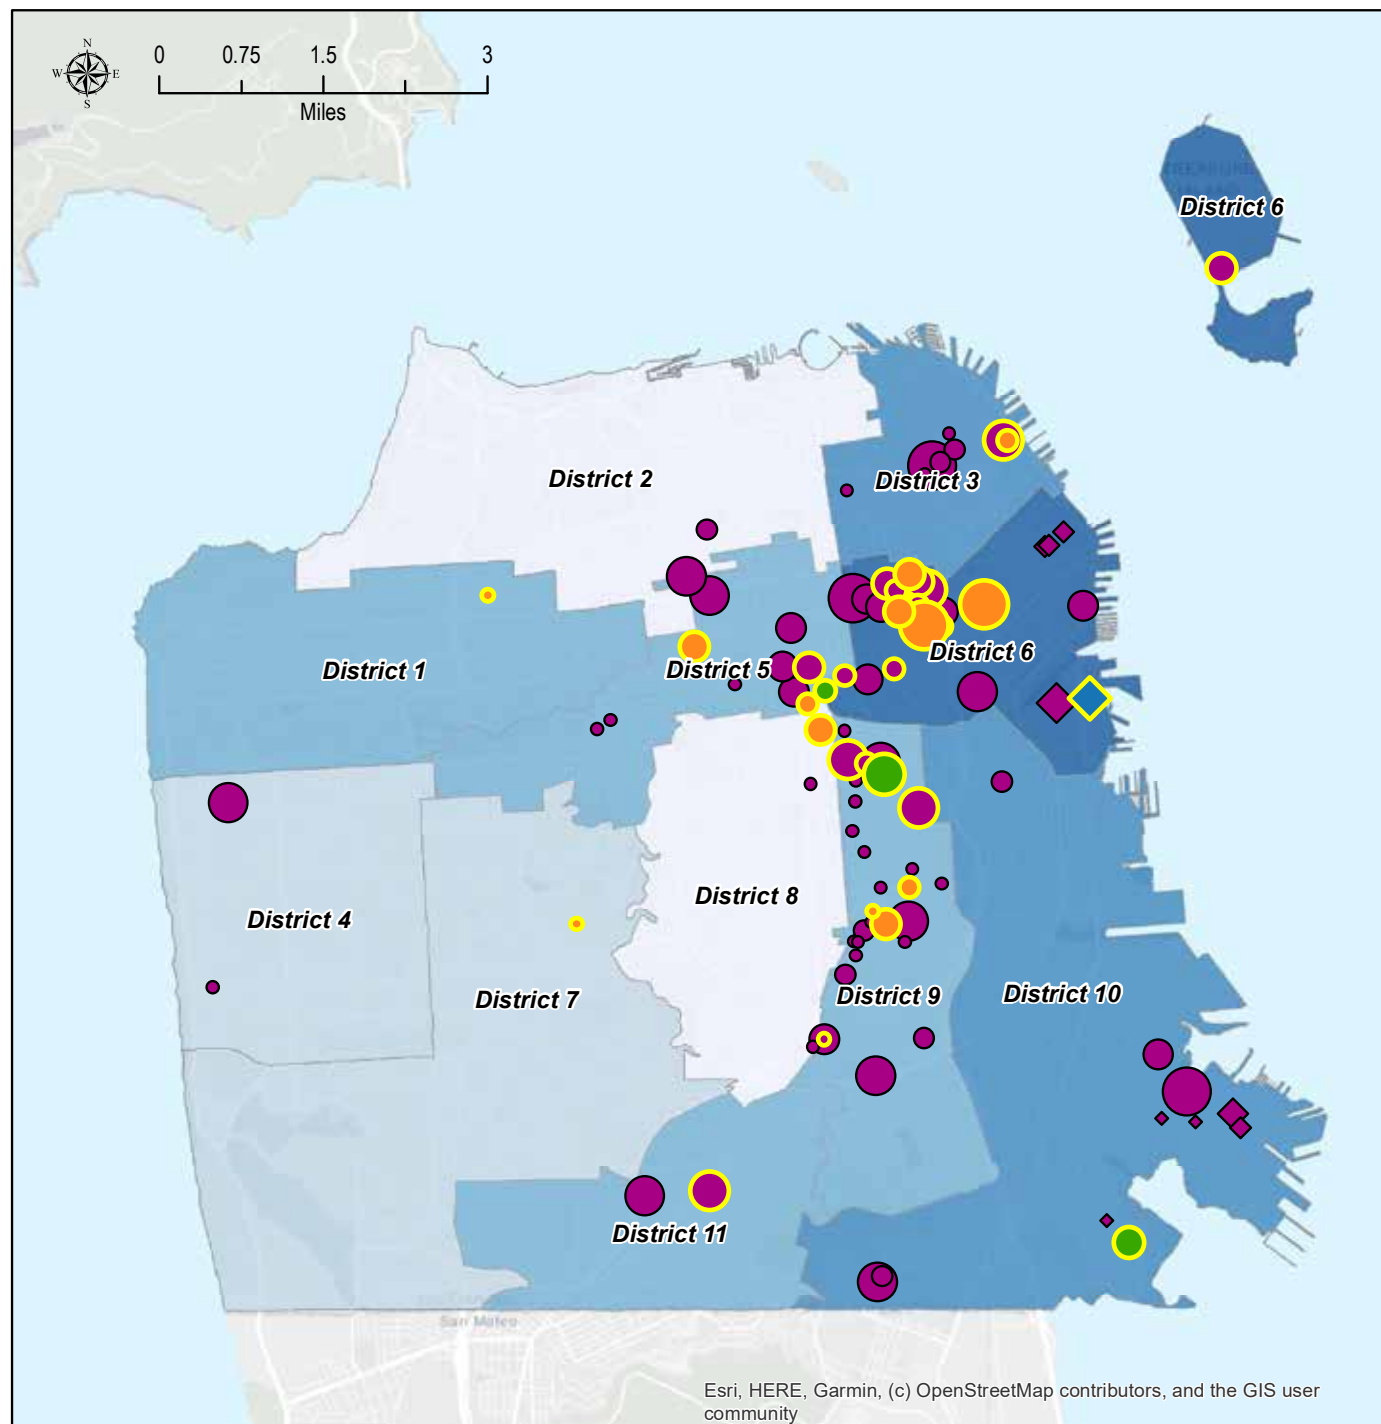 N
W E
S
0 0.75 1.5 3
Miles
TREASURE
ISLAND
District 6
District 2
District 3
District 6
District 1
District 5
District 8
District 4
District 7
District 9
District 10
District 11
San Mateo
Esri, HERE, Garmin, (c) OpenStreetMap contributors, and the GIS user
community